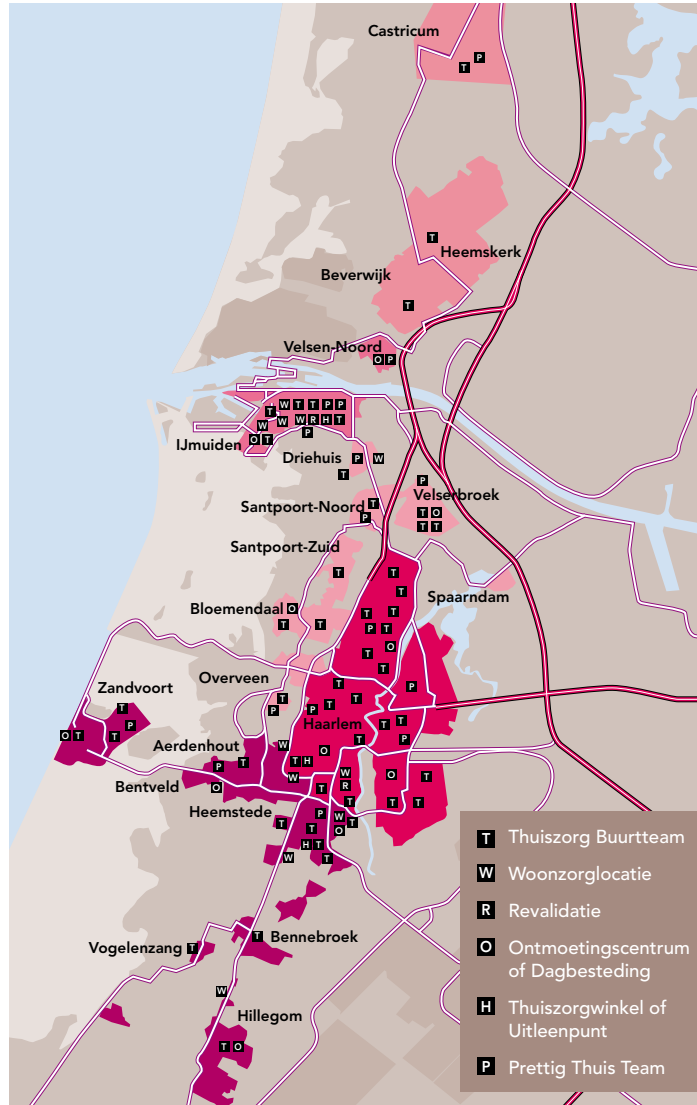 Castricum
P
T
T
Heemskerk
Beverwijk
T
Velsen-Noord
O P
W T T P P
T
W W W R H T
P
O T
IJmuiden
Driehuis P W
T
P
Velserbroek
Santpoort-Noord T
P
T O
T T
Santpoort-Zuid
T
T
T
Spaarndam
Bloemendaal O
T T
T T
P T
O
T
T
Overveen
T
P
T
P
P T T
Haarlem
T T
T P
Zandvoort
T
P
O T T
Aerdenhout
W
O
P T
T H
W
Bentveld
O
W
R
T
T
O T
T T
Heemstede
T
P W
T T
O
H T
W T
Bennebroek
T
Vogelenzang T
W
Hillegom
T O
T Thuiszorg Buurtteam
W Woonzorglocatie
R Revalidatie
O Ontmoetingscentrum
of Dagbesteding
H Thuiszorgwinkel of
Uitleenpunt
P Prettig Thuis Team